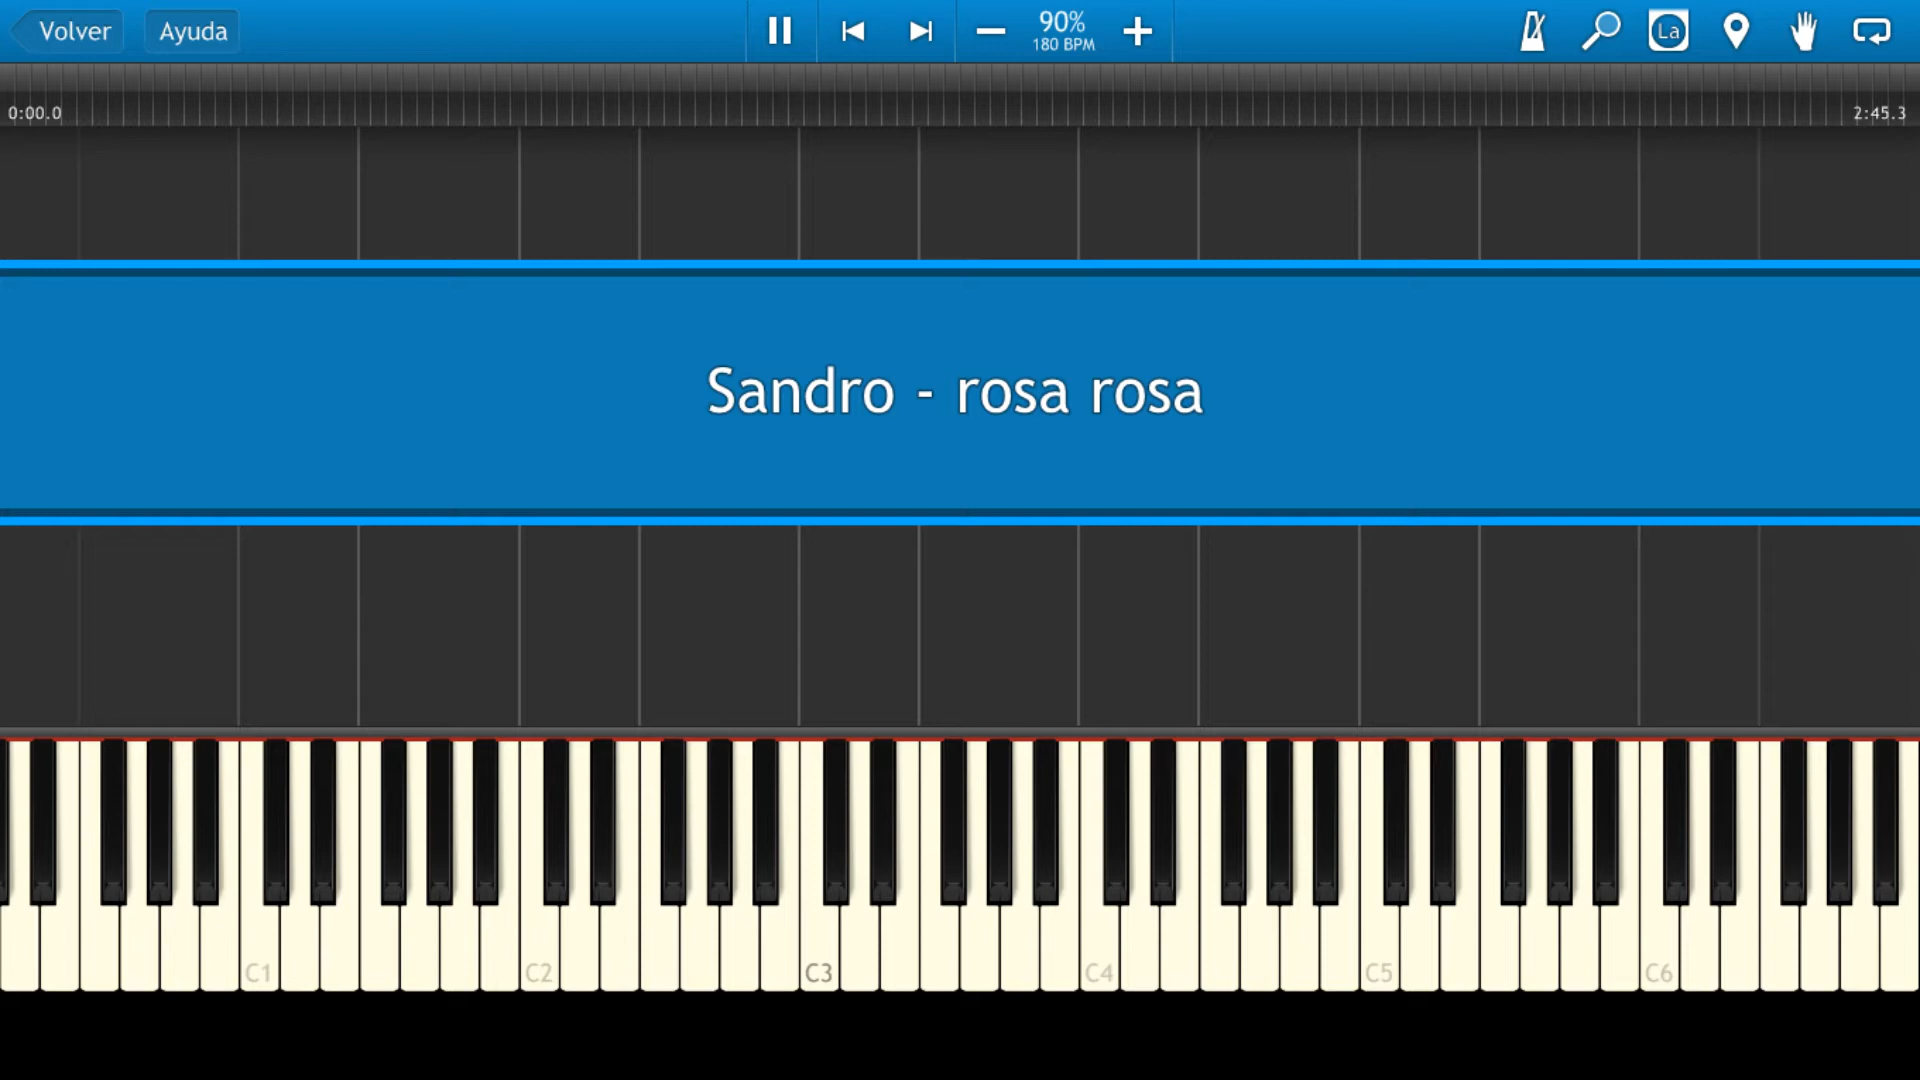 Volver
Ayuda
90%
180 BPM
La
0:00.0
2:45.3
Sandro - rosa rosa
C1
C2
C3
C4
C5
C6